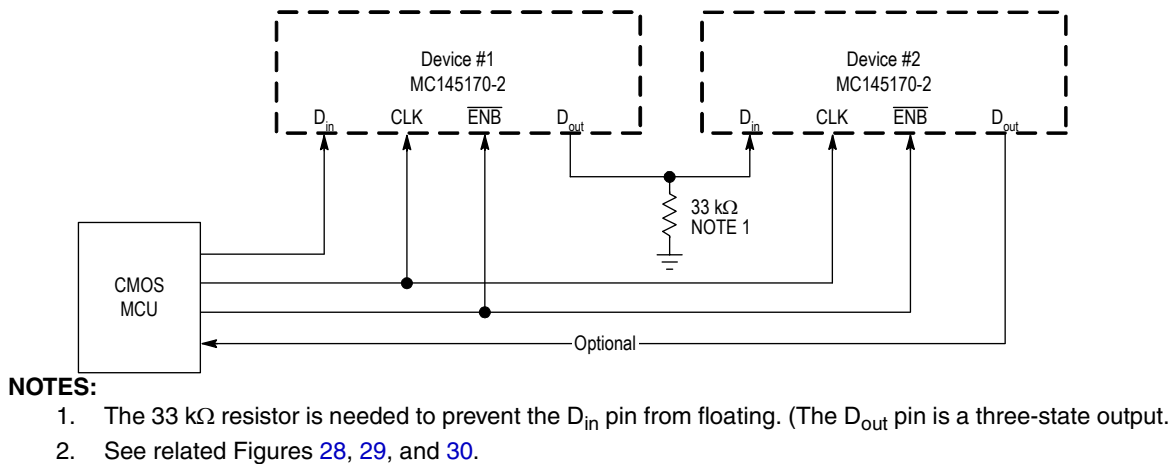 Device #1
MC145170-2
Device #2
MC145170-2
D_in CLK E̅N̅B̅ D_out
D_in CLK E̅N̅B̅ D_out
33 kΩ
NOTE 1
CMOS
MCU
Optional
NOTES:
1. The 33 kΩ resistor is needed to prevent the D_in pin from floating. (The D_out pin is a three-state output.
2. See related Figures 28, 29, and 30.